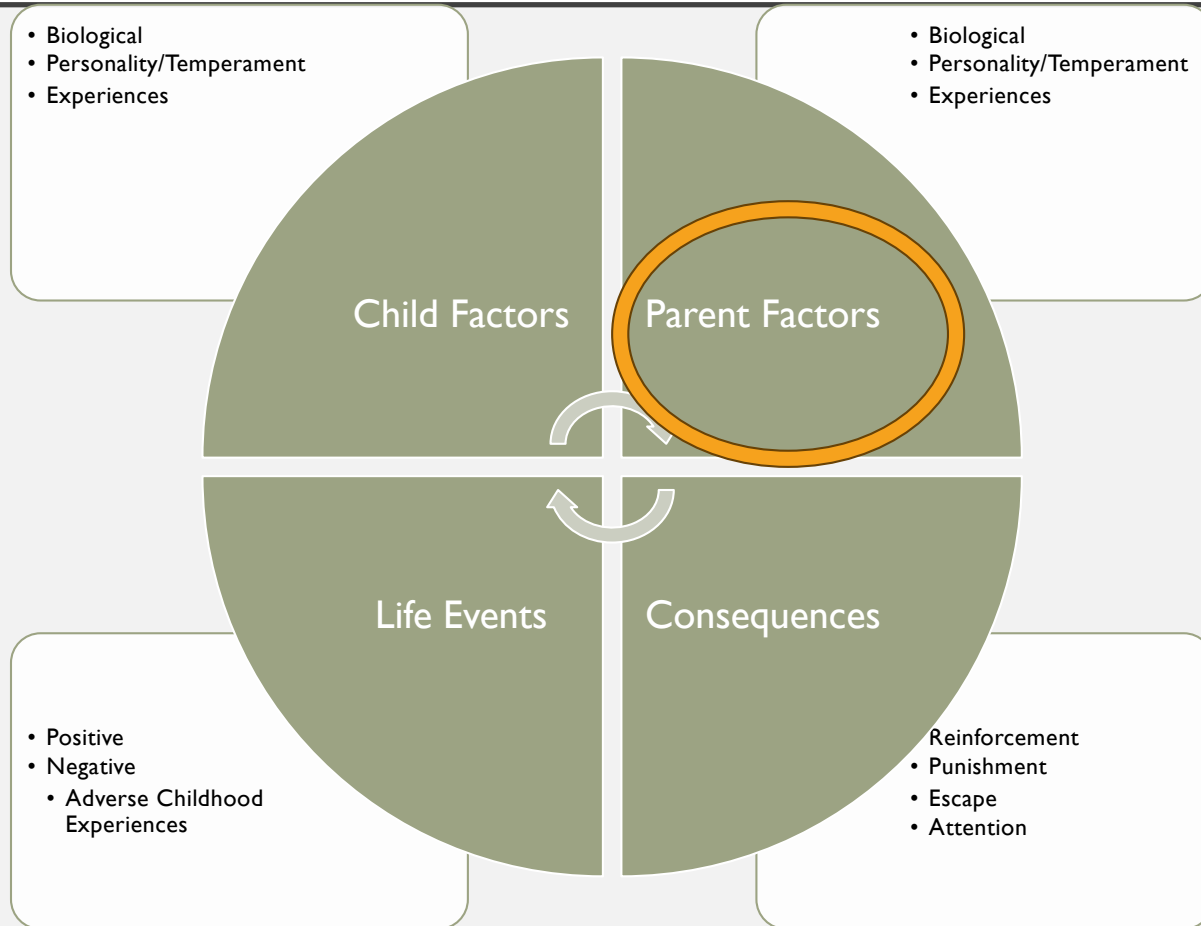 • Biological
• Personality/Temperament
• Experiences
• Biological
• Personality/Temperament
• Experiences
Child Factors
Parent Factors
Life Events
Consequences
• Positive
• Negative
• Adverse Childhood
Experiences
Reinforcement
• Punishment
• Escape
• Attention